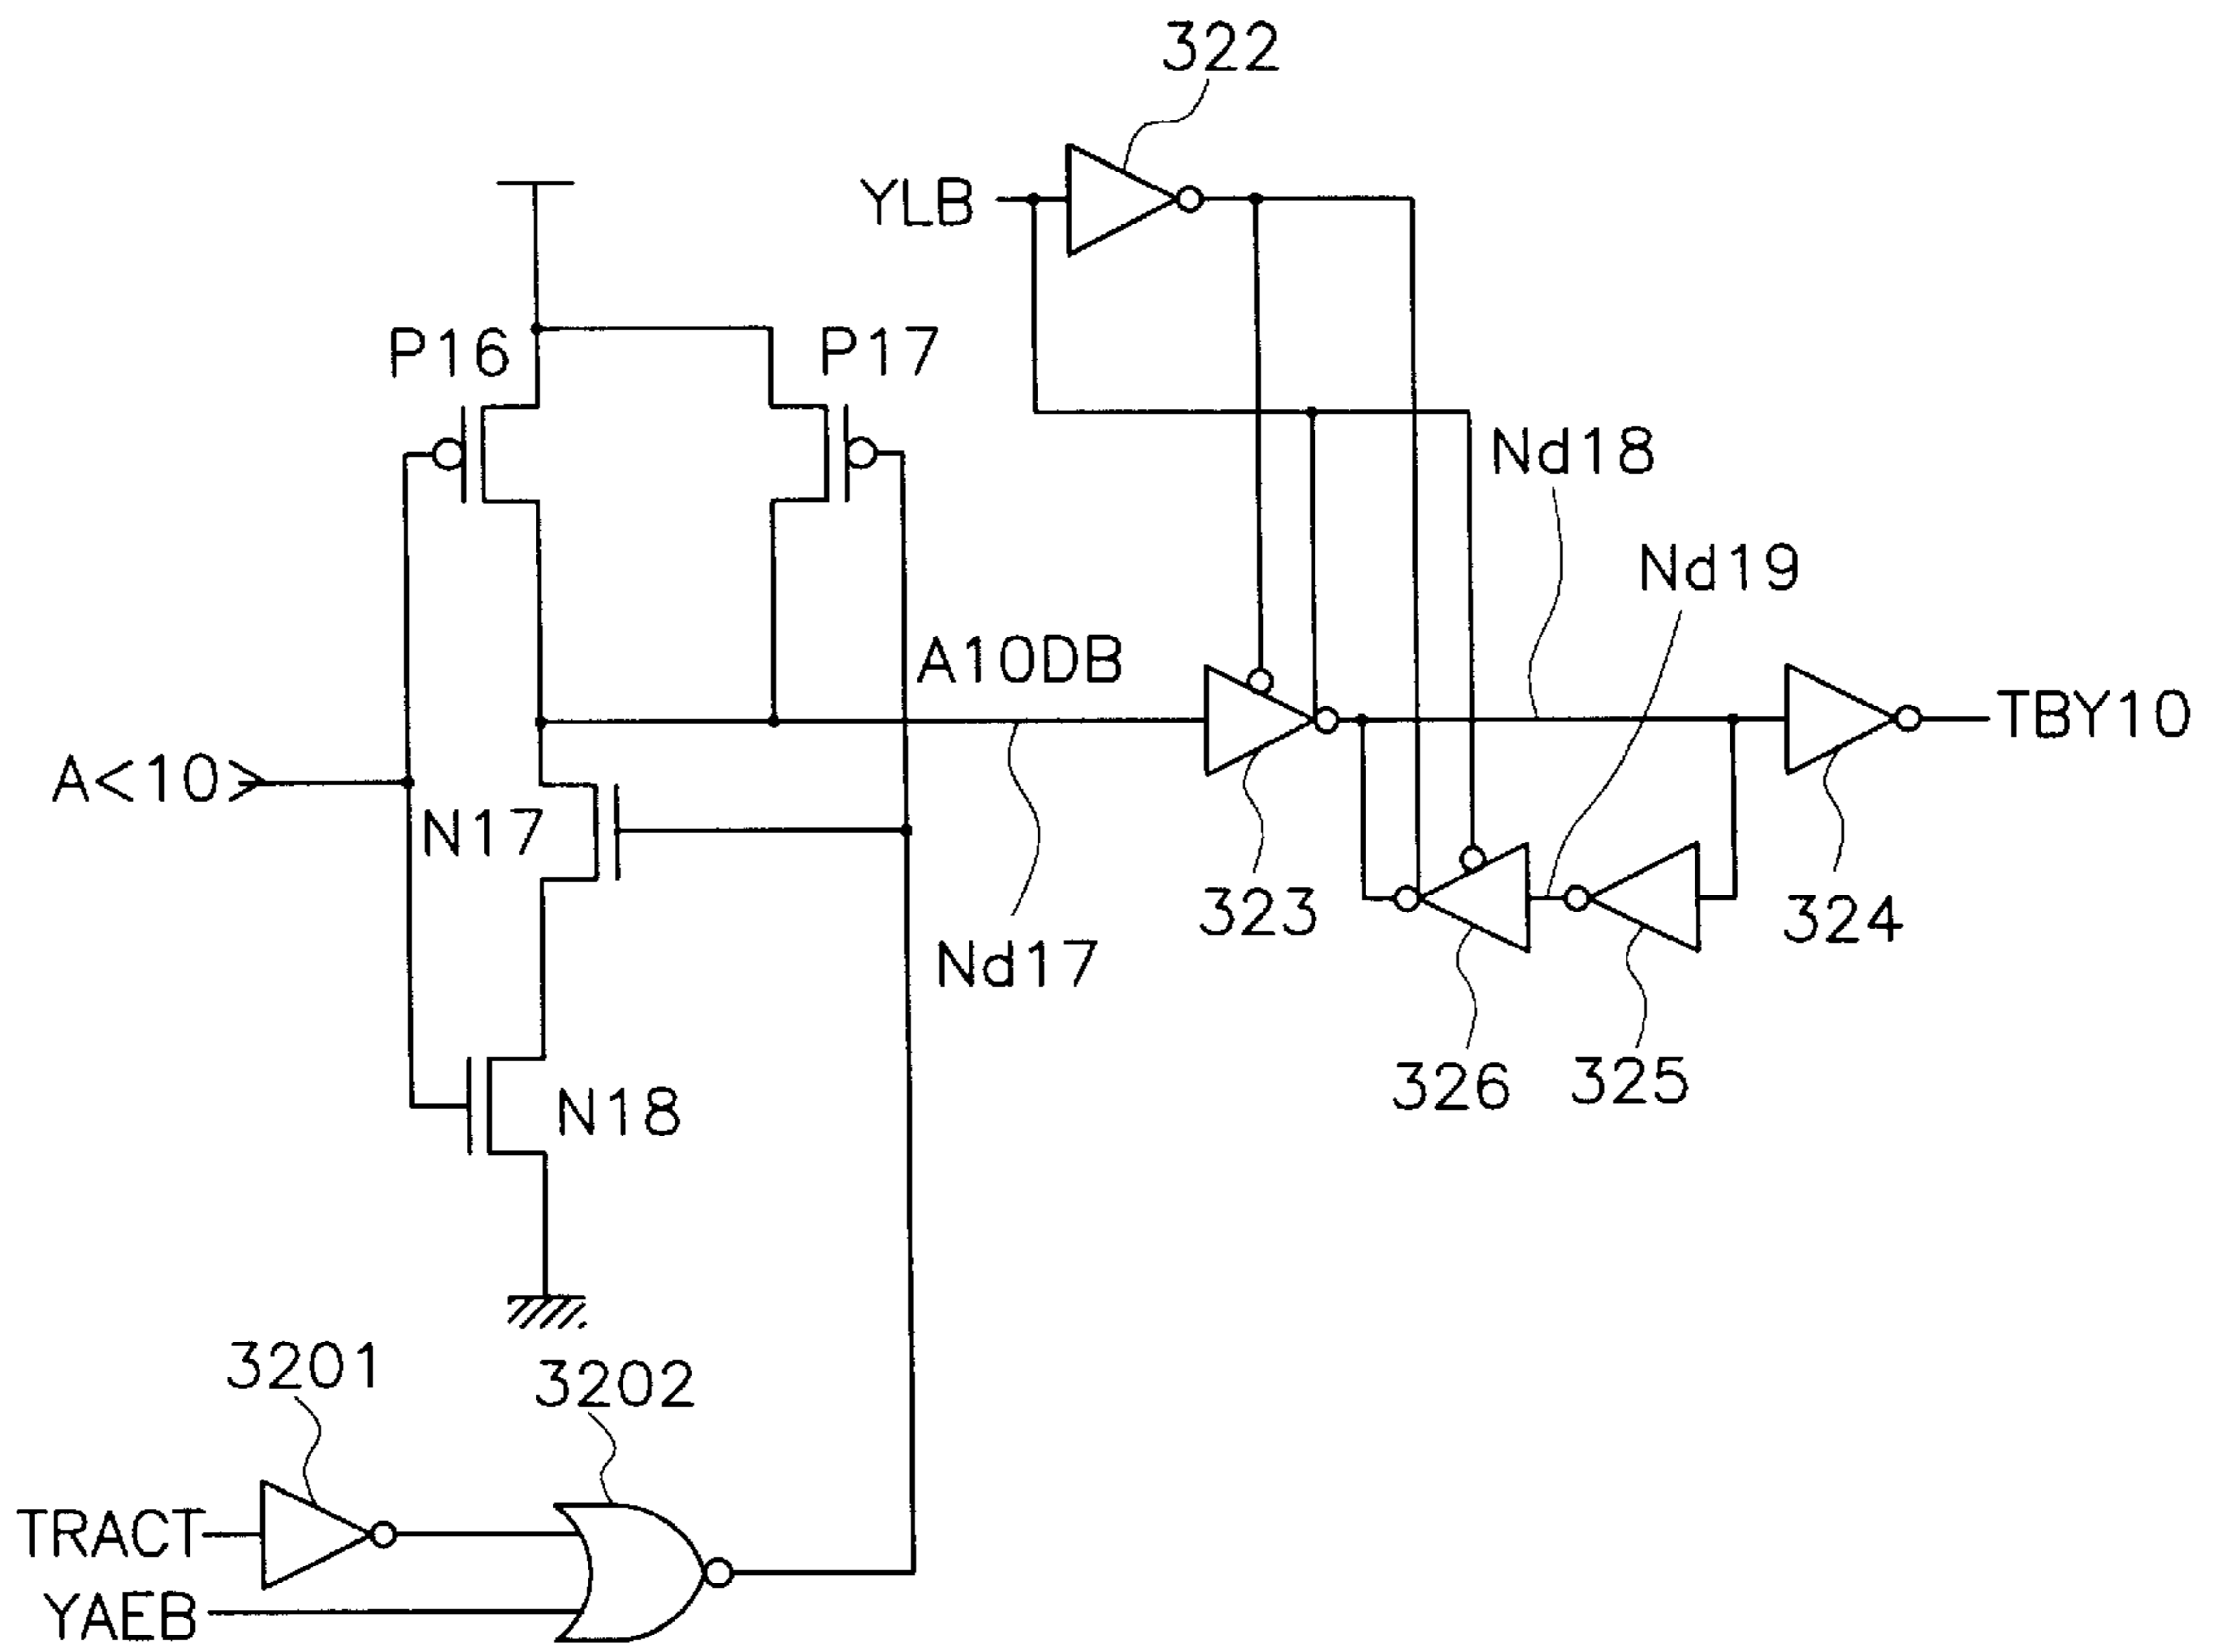 322
YLB
P16
P17
Nd18
Nd19
A10DB
TBY10
A<10>
N17
323
324
Nd17
326
325
N18
3201
3202
TRACT
YAEB